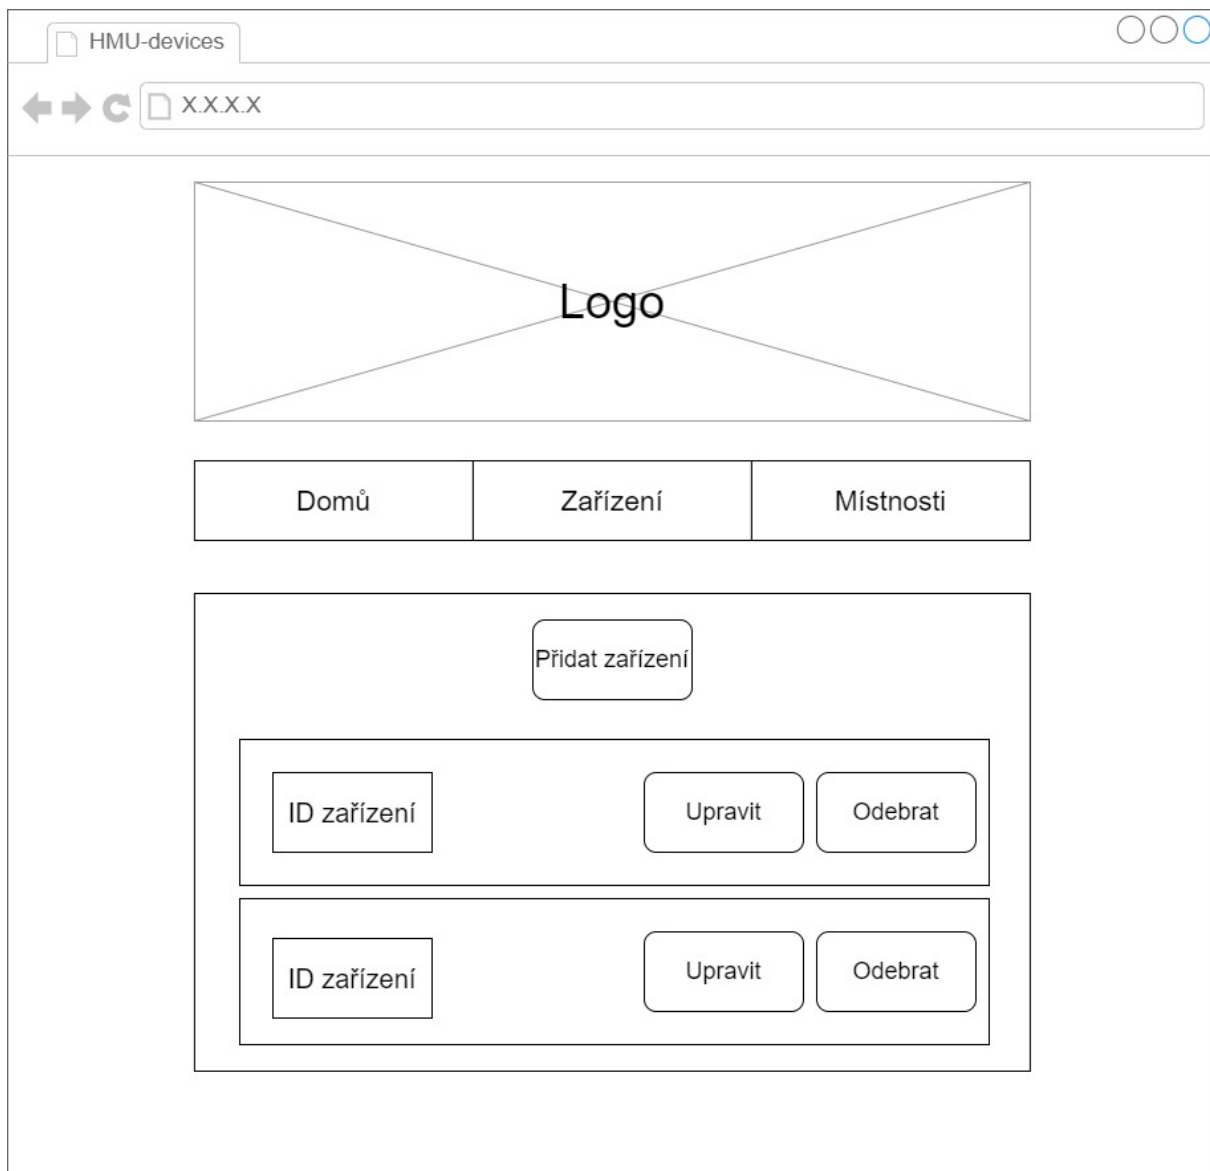 HMU-devices
X.X.X.X
Logo
Domů
Zařízení
Místnosti
Přidat zařízení
ID zařízení
Upravit
Odebrat
ID zařízení
Upravit
Odebrat